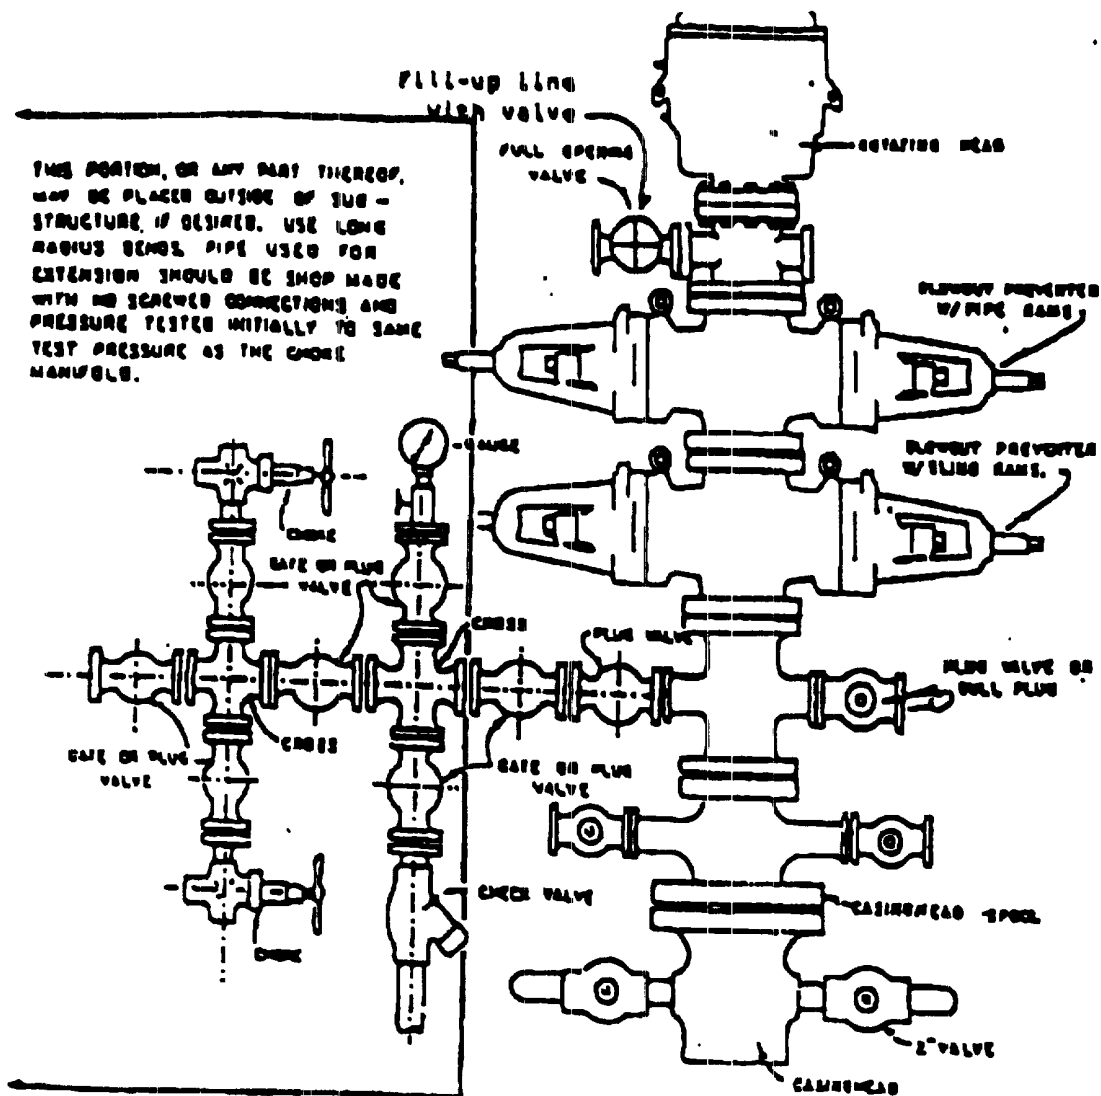 Fill-up line
with valve
FULL OPENING
VALVE
ROTATING HEAD
THIS PORTION, OR ANY PART THEREOF,
MAY BE PLACED OUTSIDE OF SUB-
STRUCTURE, IF DESIRED. USE LONG
RADIUS BENDS. PIPE USED FOR
EXTENSION SHOULD BE SHOP MADE
WITH NO SCREWED CONNECTIONS AND
PRESSURE TESTED INITIALLY TO SAME
TEST PRESSURE AS THE CHOKE
MANIFOLD.
BLOWOUT PREVENTER
W/ PIPE RAMS.
GAUGE
BLOWOUT PREVENTER
W/ BLIND RAMS.
CHOKE
GATE OR PLUG
VALVE
CROSS
PLUG VALVE
PLUG VALVE OR
BULL PLUG
CROSS
GATE OR PLUG
VALVE
GATE OR PLUG
VALVE
CHECK VALVE
CASINGHEAD SPOOL
CHOKE
2" VALVE
CASINGHEAD